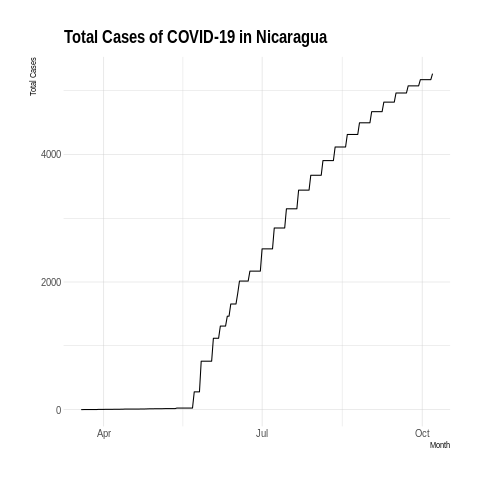 Total Cases of COVID-19 in Nicaragua
Total Cases
4000
2000
0
Apr Jul Oct
Month